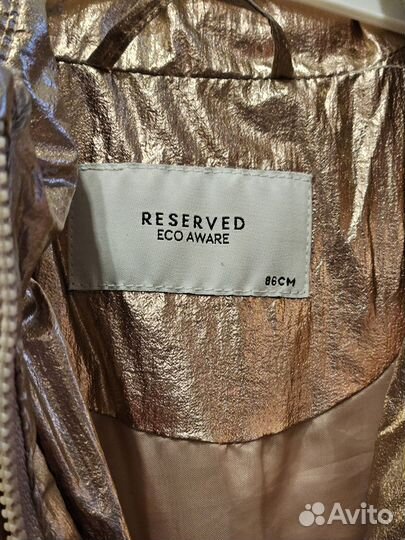 RESERVED
ECO AWARE
86CM
Avito